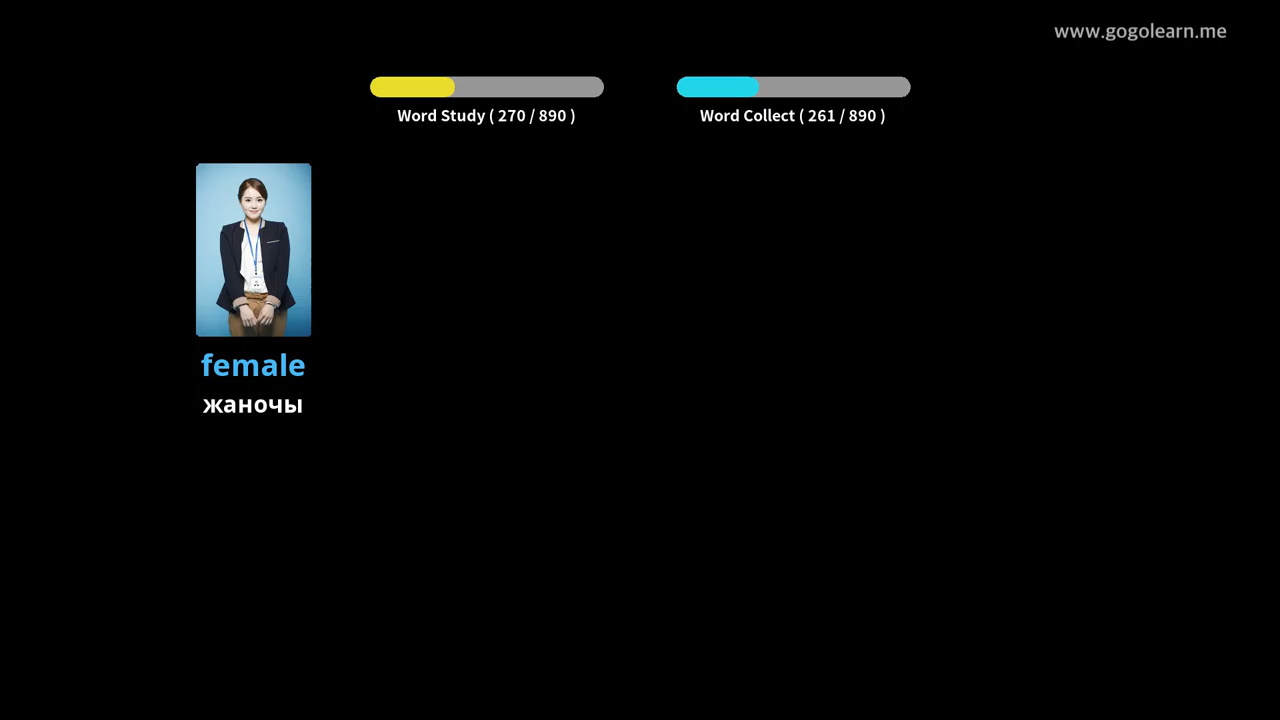 www.gogolearn.me
Word Study ( 270 / 890 )
Word Collect ( 261 / 890 )
female
жаночы